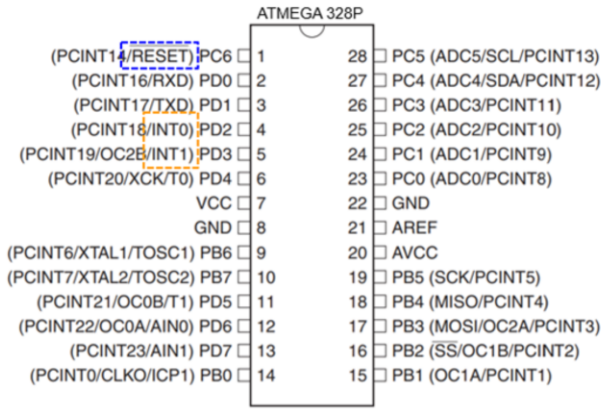 ATMEGA 328P
(PCINT14/RESET) PC6 1 28 PC5 (ADC5/SCL/PCINT13)
(PCINT16/RXD) PD0 2 27 PC4 (ADC4/SDA/PCINT12)
(PCINT17/TXD) PD1 3 26 PC3 (ADC3/PCINT11)
(PCINT18/INT0) PD2 4 25 PC2 (ADC2/PCINT10)
(PCINT19/OC2B/INT1) PD3 5 24 PC1 (ADC1/PCINT9)
(PCINT20/XCK/T0) PD4 6 23 PC0 (ADC0/PCINT8)
VCC 7 22 GND
GND 8 21 AREF
(PCINT6/XTAL1/TOSC1) PB6 9 20 AVCC
(PCINT7/XTAL2/TOSC2) PB7 10 19 PB5 (SCK/PCINT5)
(PCINT21/OC0B/T1) PD5 11 18 PB4 (MISO/PCINT4)
(PCINT22/OC0A/AIN0) PD6 12 17 PB3 (MOSI/OC2A/PCINT3)
(PCINT23/AIN1) PD7 13 16 PB2 (SS/OC1B/PCINT2)
(PCINT0/CLKO/ICP1) PB0 14 15 PB1 (OC1A/PCINT1)